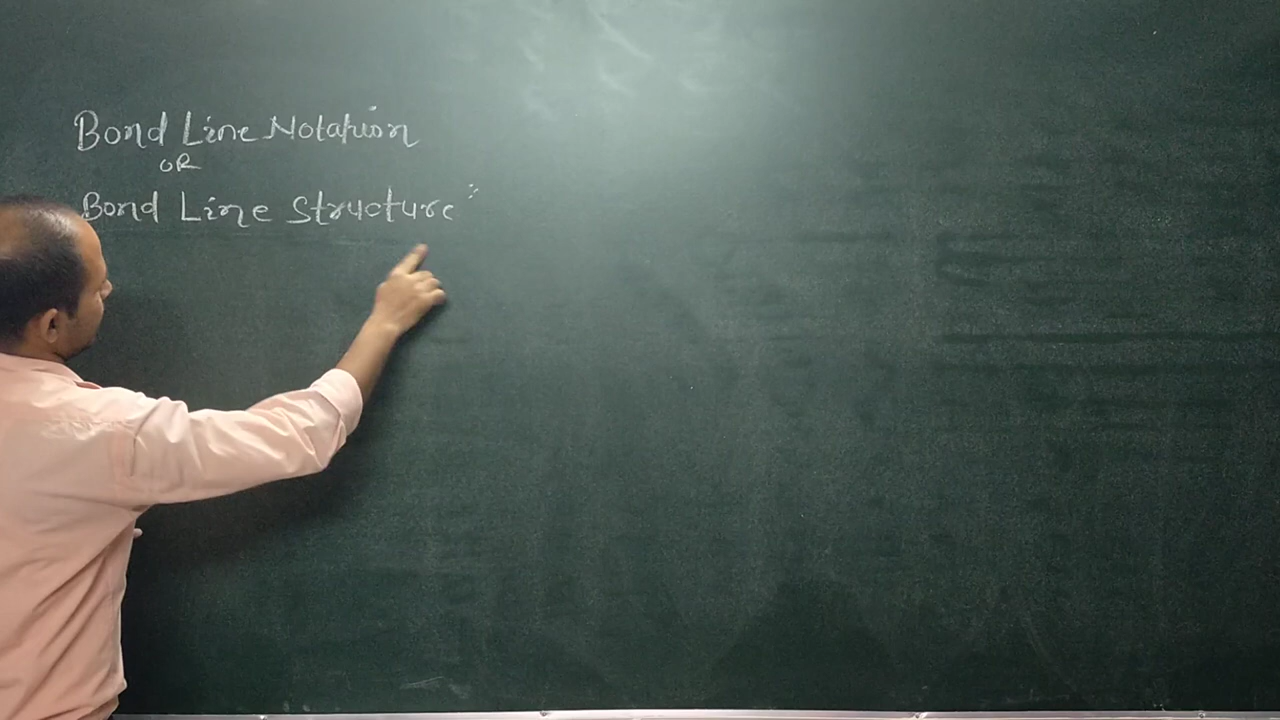 Bond Line Notation
OR
Bond Line Structure :-